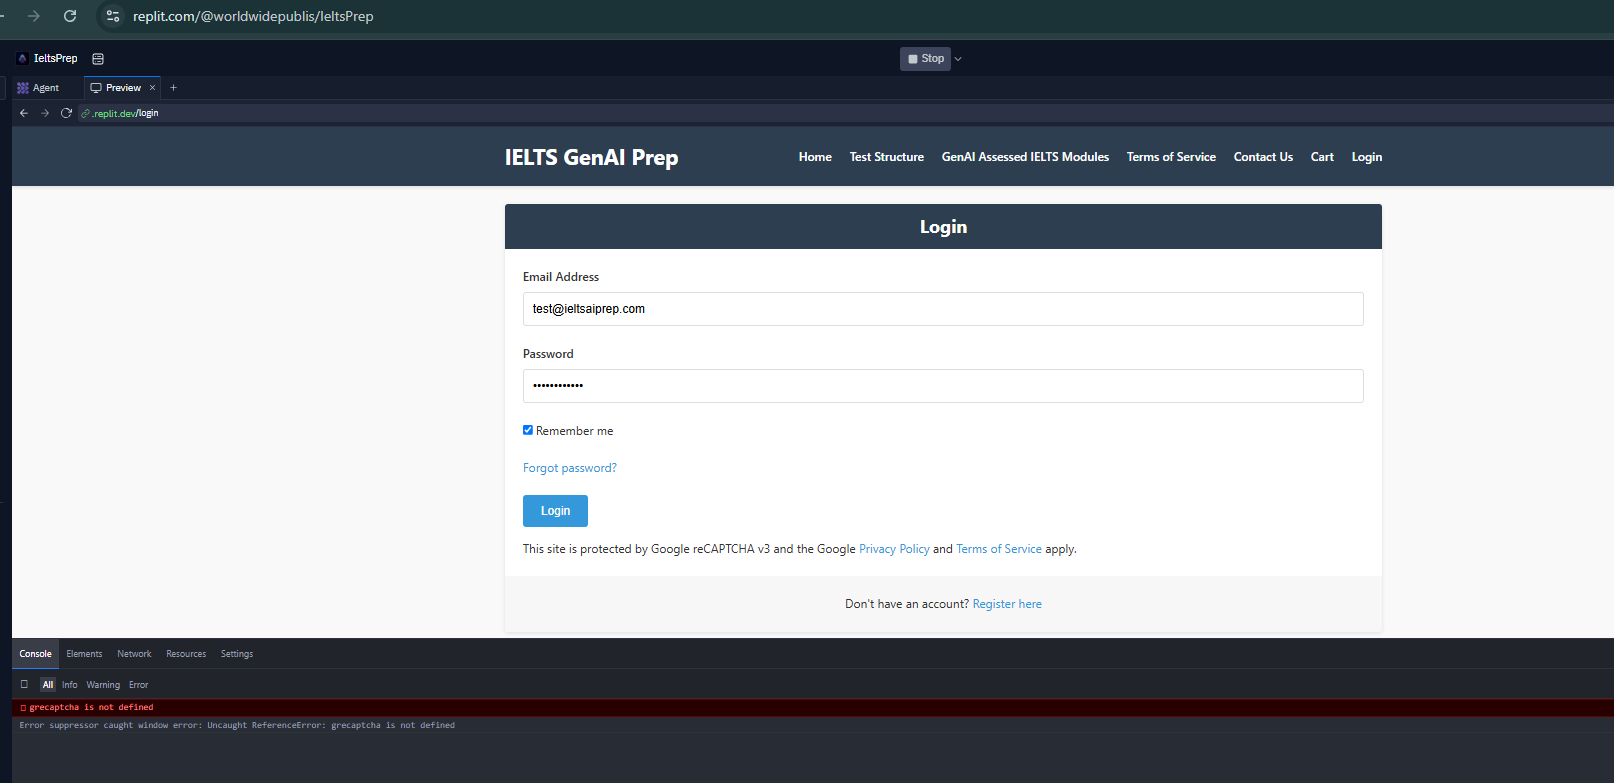 replit.com/@worldwidepublis/IeltsPrep
IeltsPrep
Stop
Agent
Preview × +
.replit.dev/login
IELTS GenAI Prep
Home Test Structure GenAI Assessed IELTS Modules Terms of Service Contact Us Cart Login
Login
Email Address
test@ieltsaiprep.com
Password
••••••••••••
Remember me
Forgot password?
Login
This site is protected by Google reCAPTCHA v3 and the Google Privacy Policy and Terms of Service apply.
Don't have an account? Register here
Console Elements Network Resources Settings
All Info Warning Error
grecaptcha is not defined
Error suppressor caught window error: Uncaught ReferenceError: grecaptcha is not defined